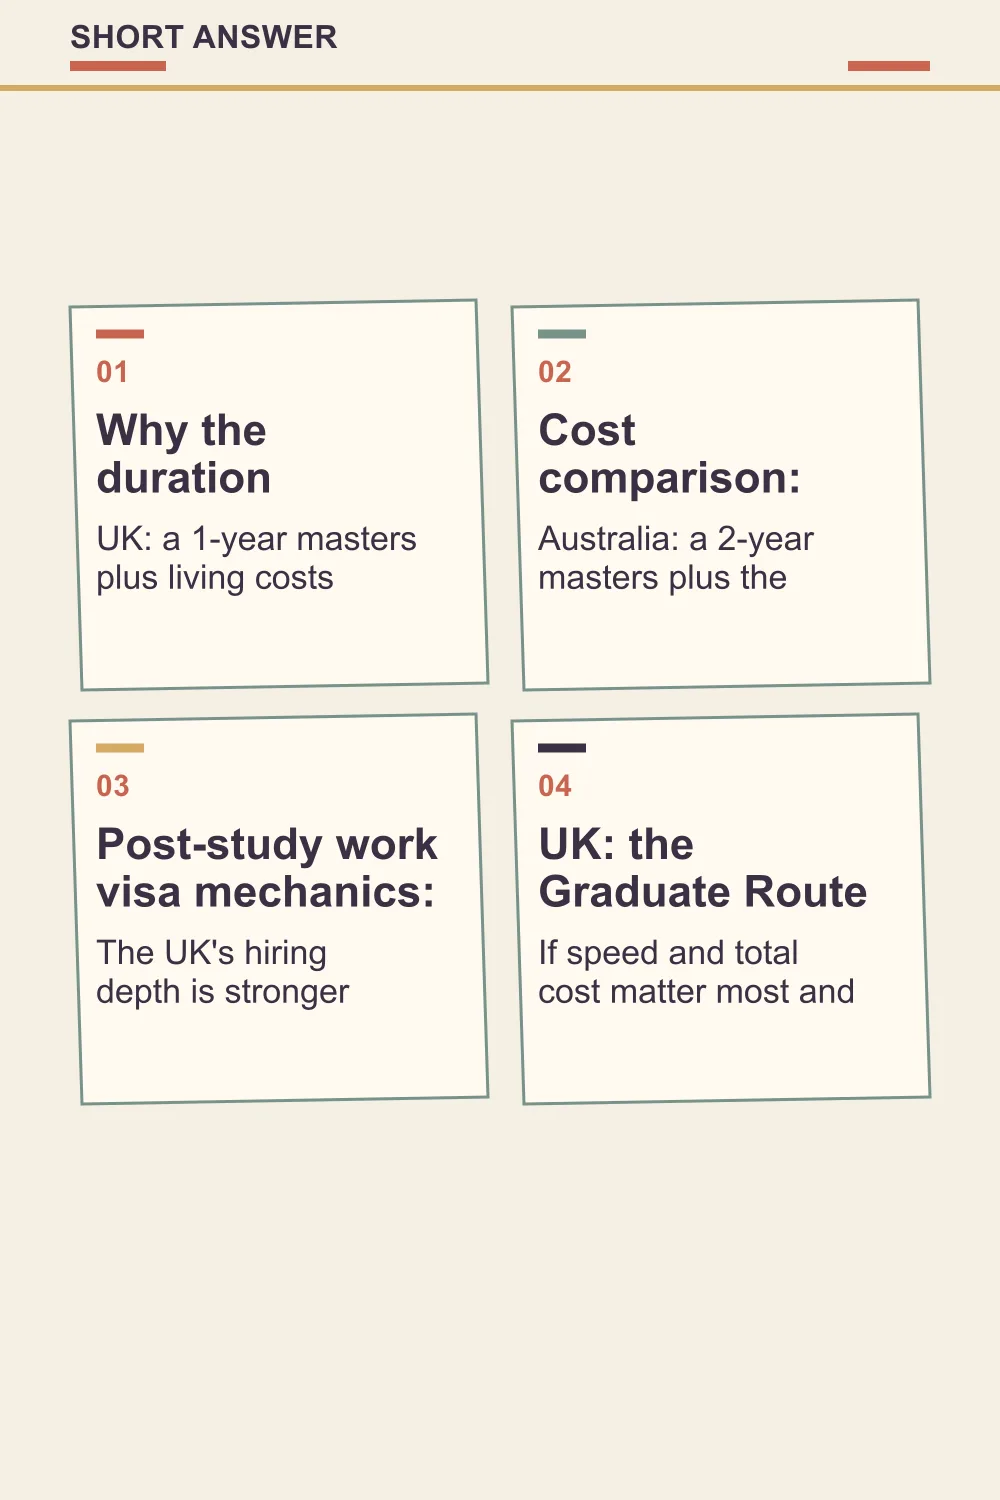 SHORT ANSWER
01
Why the
duration
UK: a 1-year masters
plus living costs
02
Cost
comparison:
Australia: a 2-year
masters plus the
03
Post-study work
visa mechanics:
The UK's hiring
depth is stronger
04
UK: the
Graduate Route
If speed and total
cost matter most and